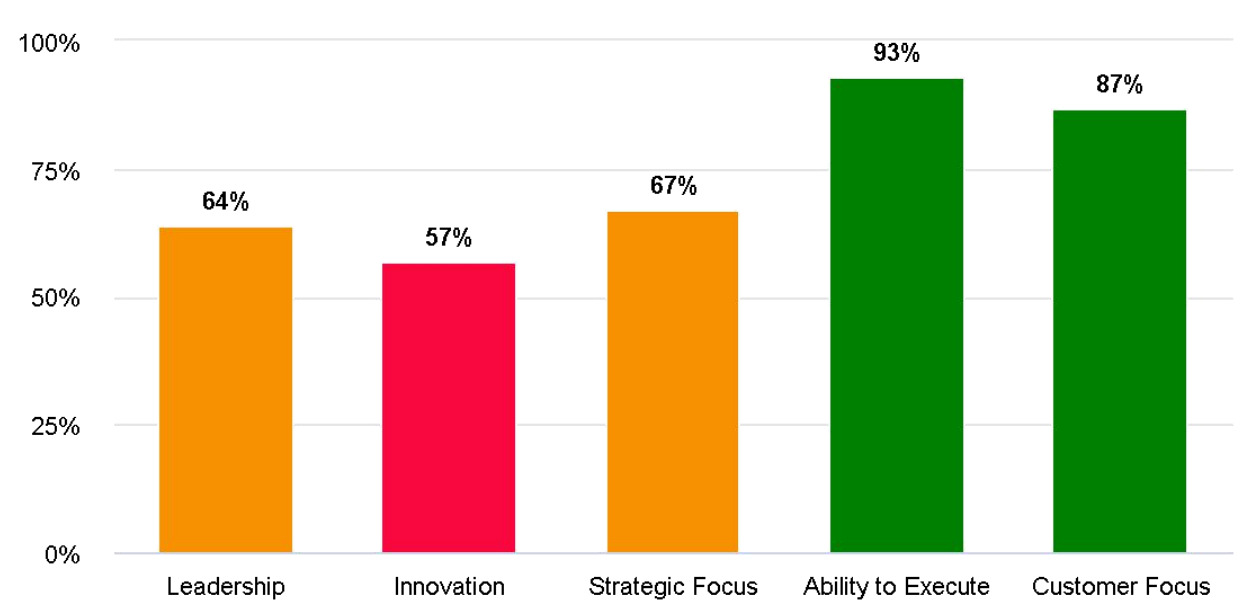 100%
93%
87%
75%
67%
64%
57%
50%
25%
0%
Leadership
Innovation
Strategic Focus
Ability to Execute
Customer Focus